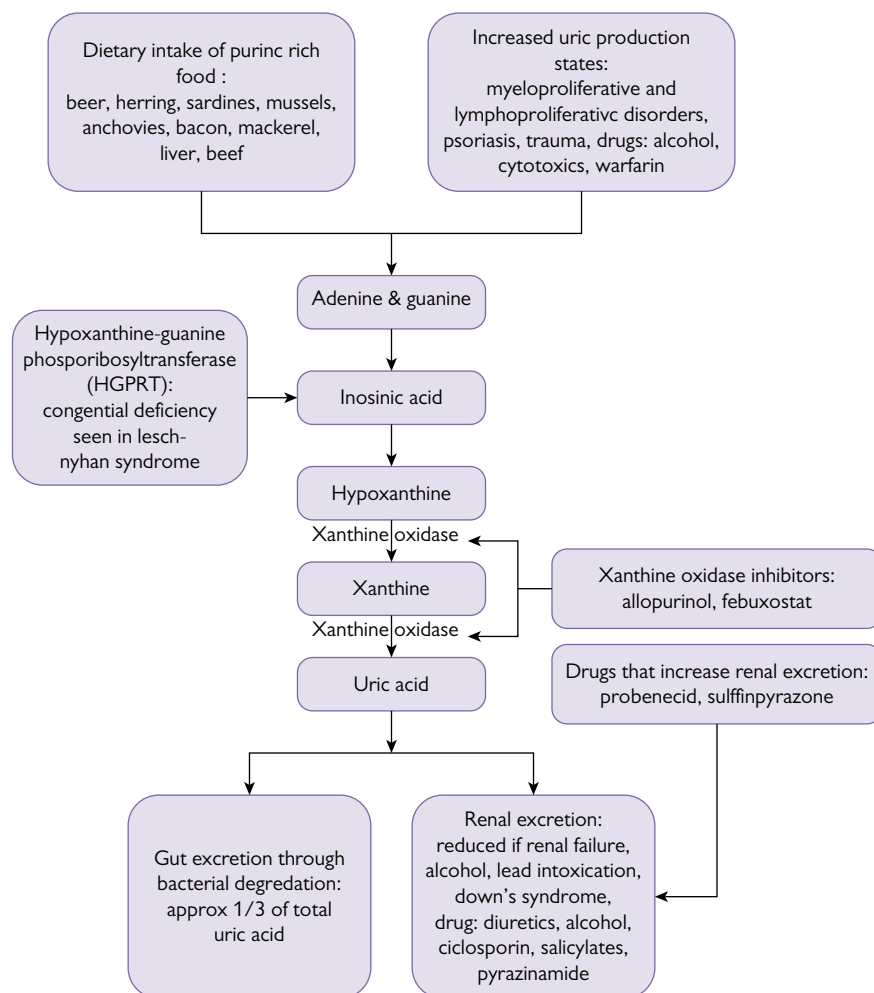 Dietary intake of purinc rich
food :
beer, herring, sardines, mussels,
anchovies, bacon, mackerel,
liver, beef
Increased uric production
states:
myeloproliferative and
lymphoproliferativc disorders,
psoriasis, trauma, drugs: alcohol,
cytotoxics, warfarin
Adenine & guanine
Hypoxanthine-guanine
phosporibosyltransferase
(HGPRT):
congential deficiency
seen in lesch-
nyhan syndrome
Inosinic acid
Hypoxanthine
Xanthine oxidase
Xanthine
Xanthine oxidase inhibitors:
allopurinol, febuxostat
Xanthine oxidase
Uric acid
Drugs that increase renal excretion:
probenecid, sulffinpyrazone
Gut excretion through
bacterial degredation:
approx 1/3 of total
uric acid
Renal excretion:
reduced if renal failure,
alcohol, lead intoxication,
down's syndrome,
drug: diuretics, alcohol,
ciclosporin, salicylates,
pyrazinamide